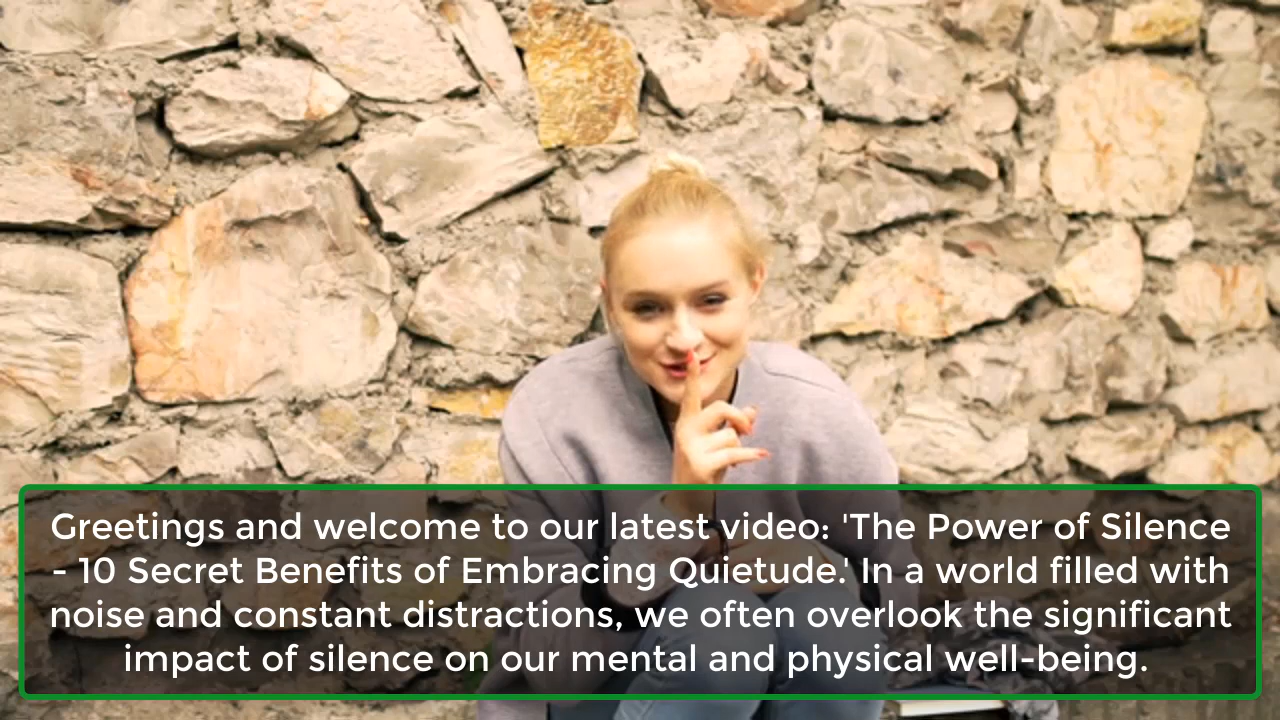 Greetings and welcome to our latest video: 'The Power of Silence
- 10 Secret Benefits of Embracing Quietude.' In a world filled with
noise and constant distractions, we often overlook the significant
impact of silence on our mental and physical well-being.